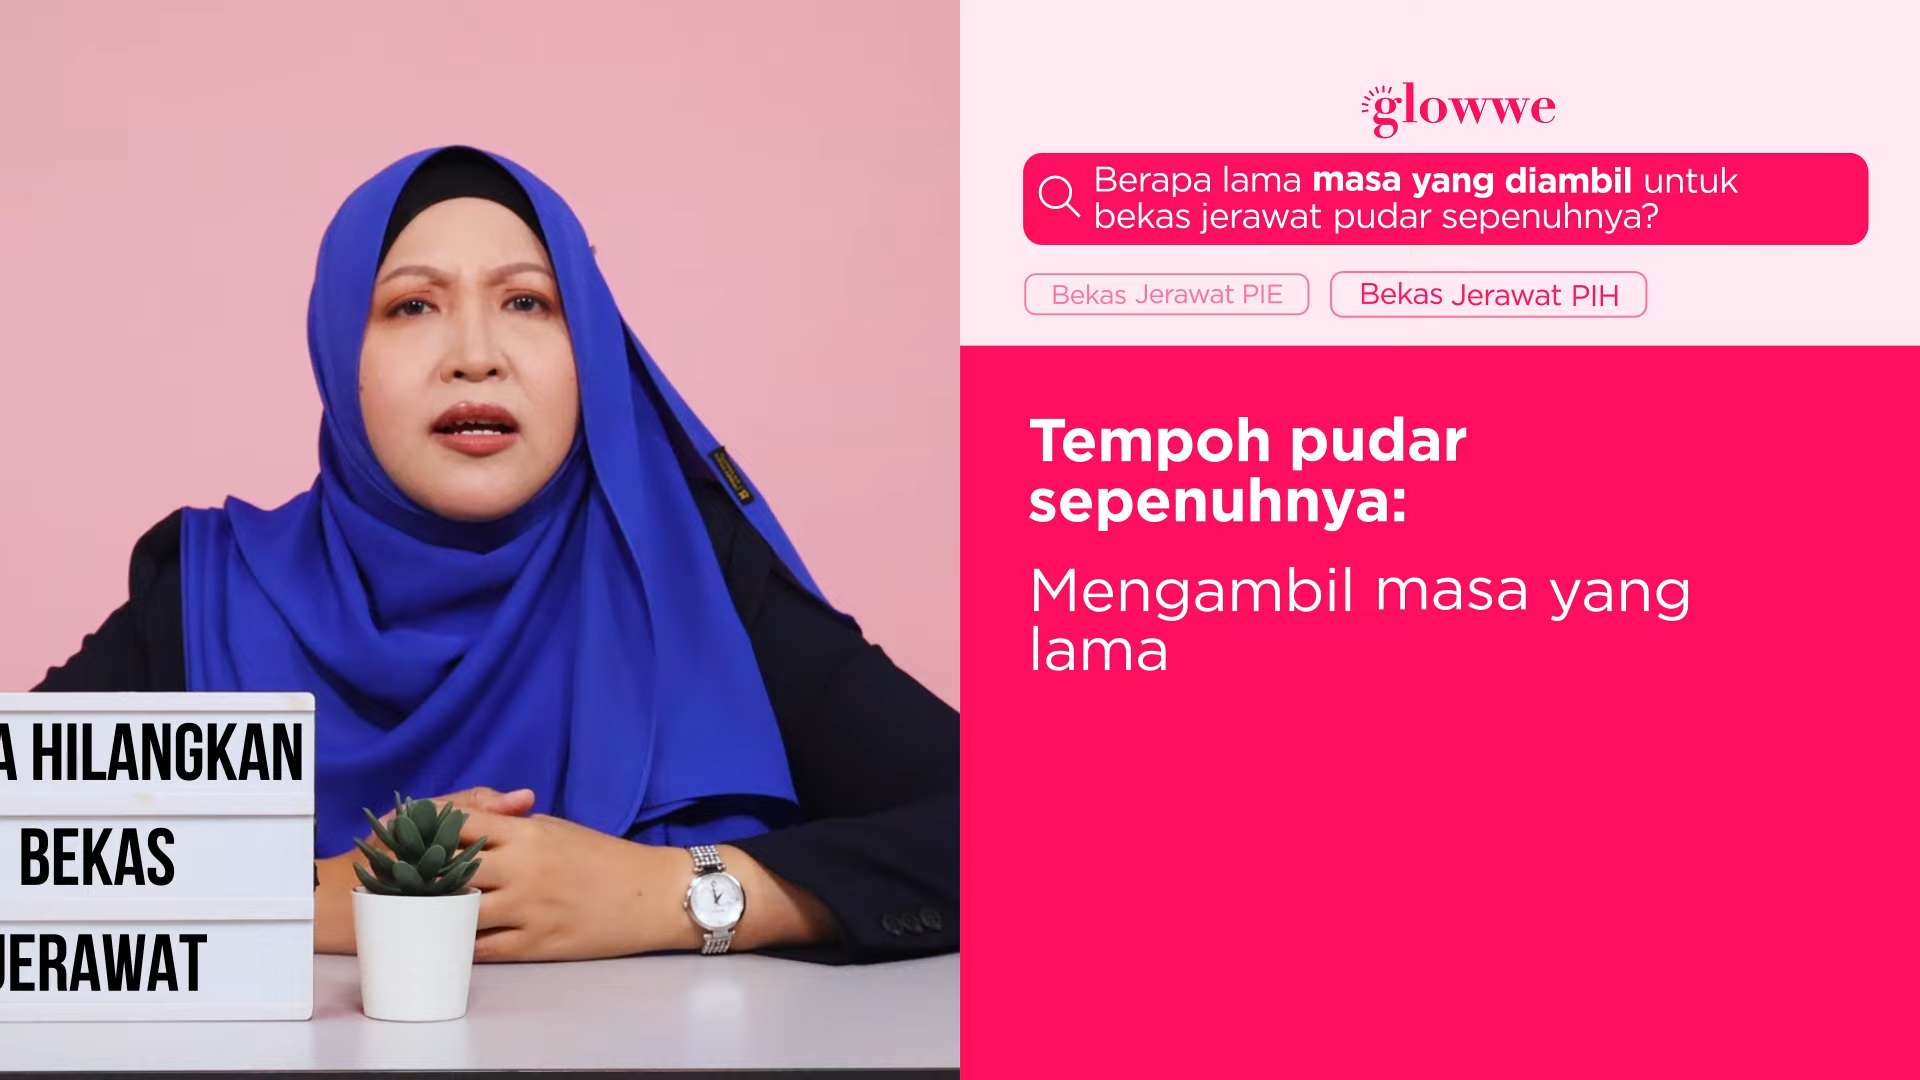 A HILANGKAN
BEKAS
JERAWAT
glowwe
Berapa lama masa yang diambil untuk
bekas jerawat pudar sepenuhnya?
Bekas Jerawat PIE
Bekas Jerawat PIH
Tempoh pudar
sepenuhnya:
Mengambil masa yang
lama